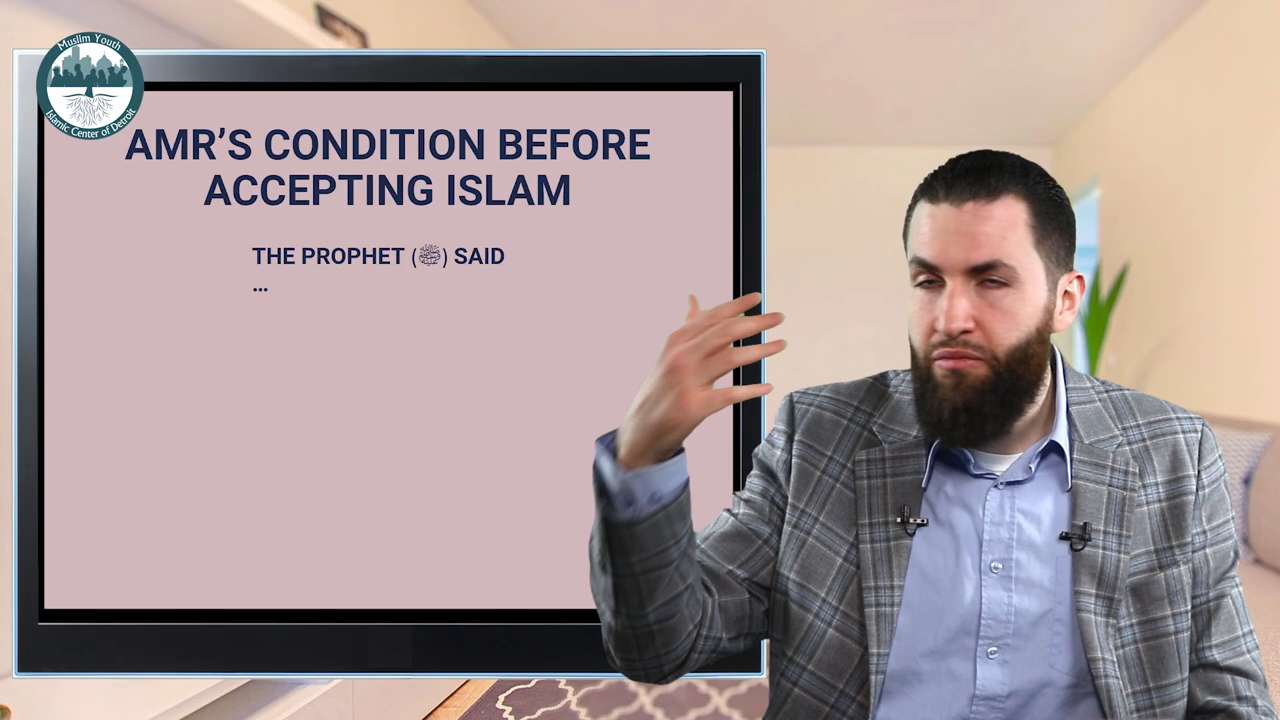 Muslim Youth
Islamic Center of Detroit
AMR’S CONDITION BEFORE
ACCEPTING ISLAM
THE PROPHET (ﷺ) SAID
...